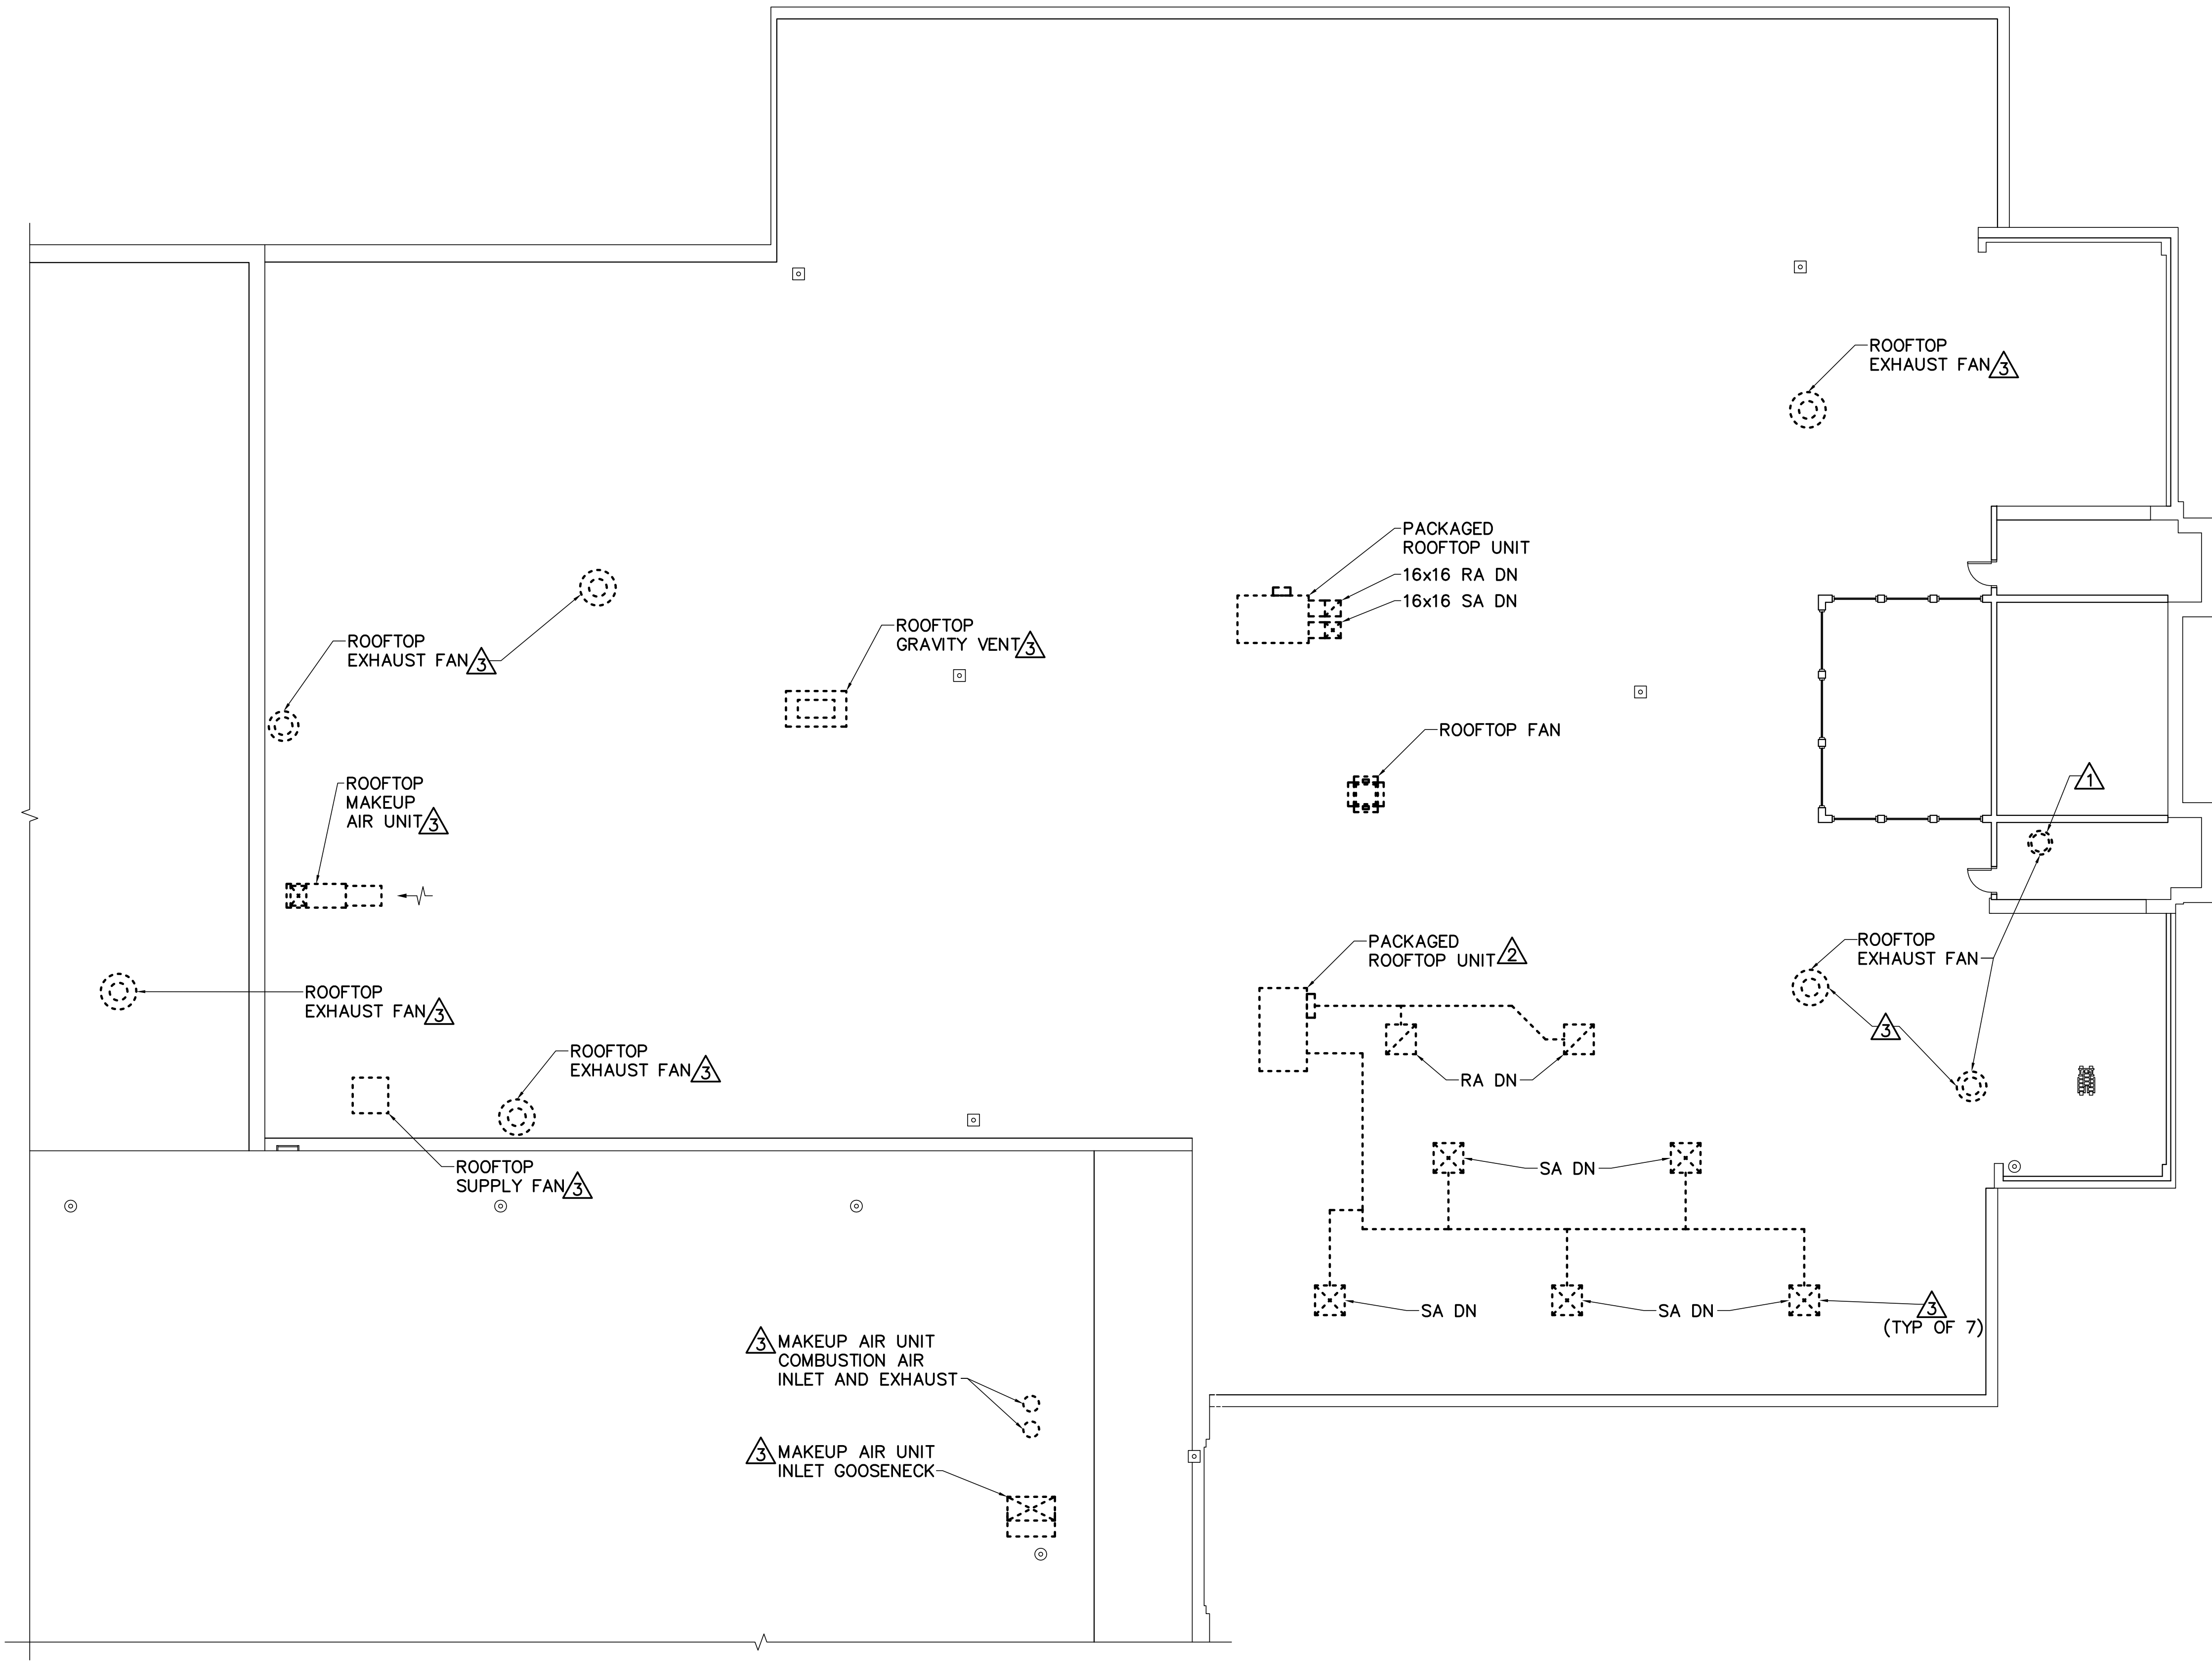 ROOFTOP
EXHAUST FAN 3
PACKAGED
ROOFTOP UNIT
16x16 RA DN
16x16 SA DN
ROOFTOP
GRAVITY VENT 3
ROOFTOP
EXHAUST FAN 3
ROOFTOP FAN
1
ROOFTOP
MAKEUP
AIR UNIT 3
PACKAGED
ROOFTOP UNIT 2
ROOFTOP
EXHAUST FAN
3
ROOFTOP
EXHAUST FAN 3
ROOFTOP
EXHAUST FAN 3
RA DN
ROOFTOP
SUPPLY FAN 3
SA DN
SA DN
SA DN
3
(TYP OF 7)
3 MAKEUP AIR UNIT
COMBUSTION AIR
INLET AND EXHAUST
3 MAKEUP AIR UNIT
INLET GOOSENECK